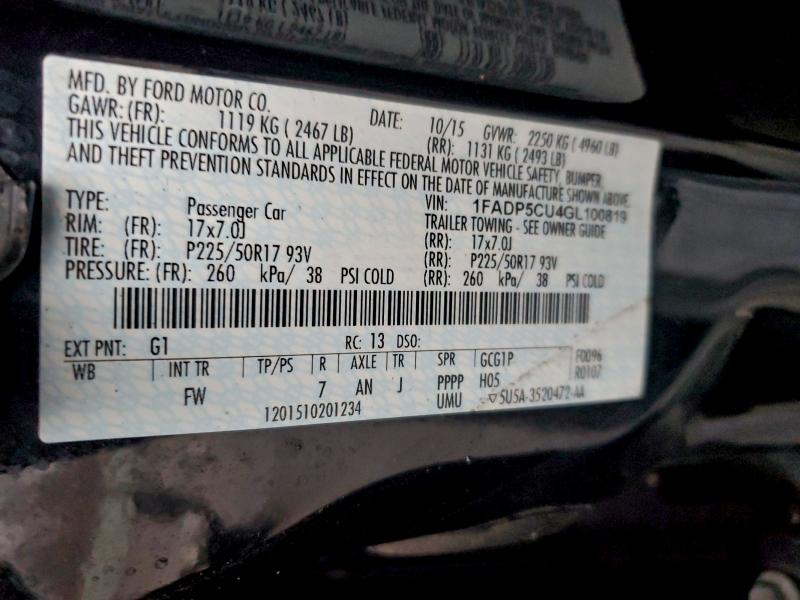 MFD. BY FORD MOTOR CO.
DATE: 10/15 GVWR: 2250 KG ( 4960 LB)
GAWR: (FR): 1119 KG ( 2467 LB) (RR): 1131 KG ( 2493 LB)
THIS VEHICLE CONFORMS TO ALL APPLICABLE FEDERAL MOTOR VEHICLE SAFETY, BUMPER,
AND THEFT PREVENTION STANDARDS IN EFFECT ON THE DATE OF MANUFACTURE SHOWN ABOVE.
VIN: 1FADP5CU4GL100819
TYPE: Passenger Car TRAILER TOWING - SEE OWNER GUIDE
RIM: (FR): 17x7.0J (RR): 17x7.0J
TIRE: (FR): P225/50R17 93V (RR): P225/50R17 93V
PRESSURE: (FR): 260 kPa/ 38 PSI COLD (RR): 260 kPa/ 38 PSI COLD
EXT PNT: G1 RC: 13 DSO: F0096
WB INT TR TP/PS R AXLE TR SPR GCG1P R0107
FW 7 AN J PPPP H05
1201510201234 UMU ▽5U5A-3520472-AA